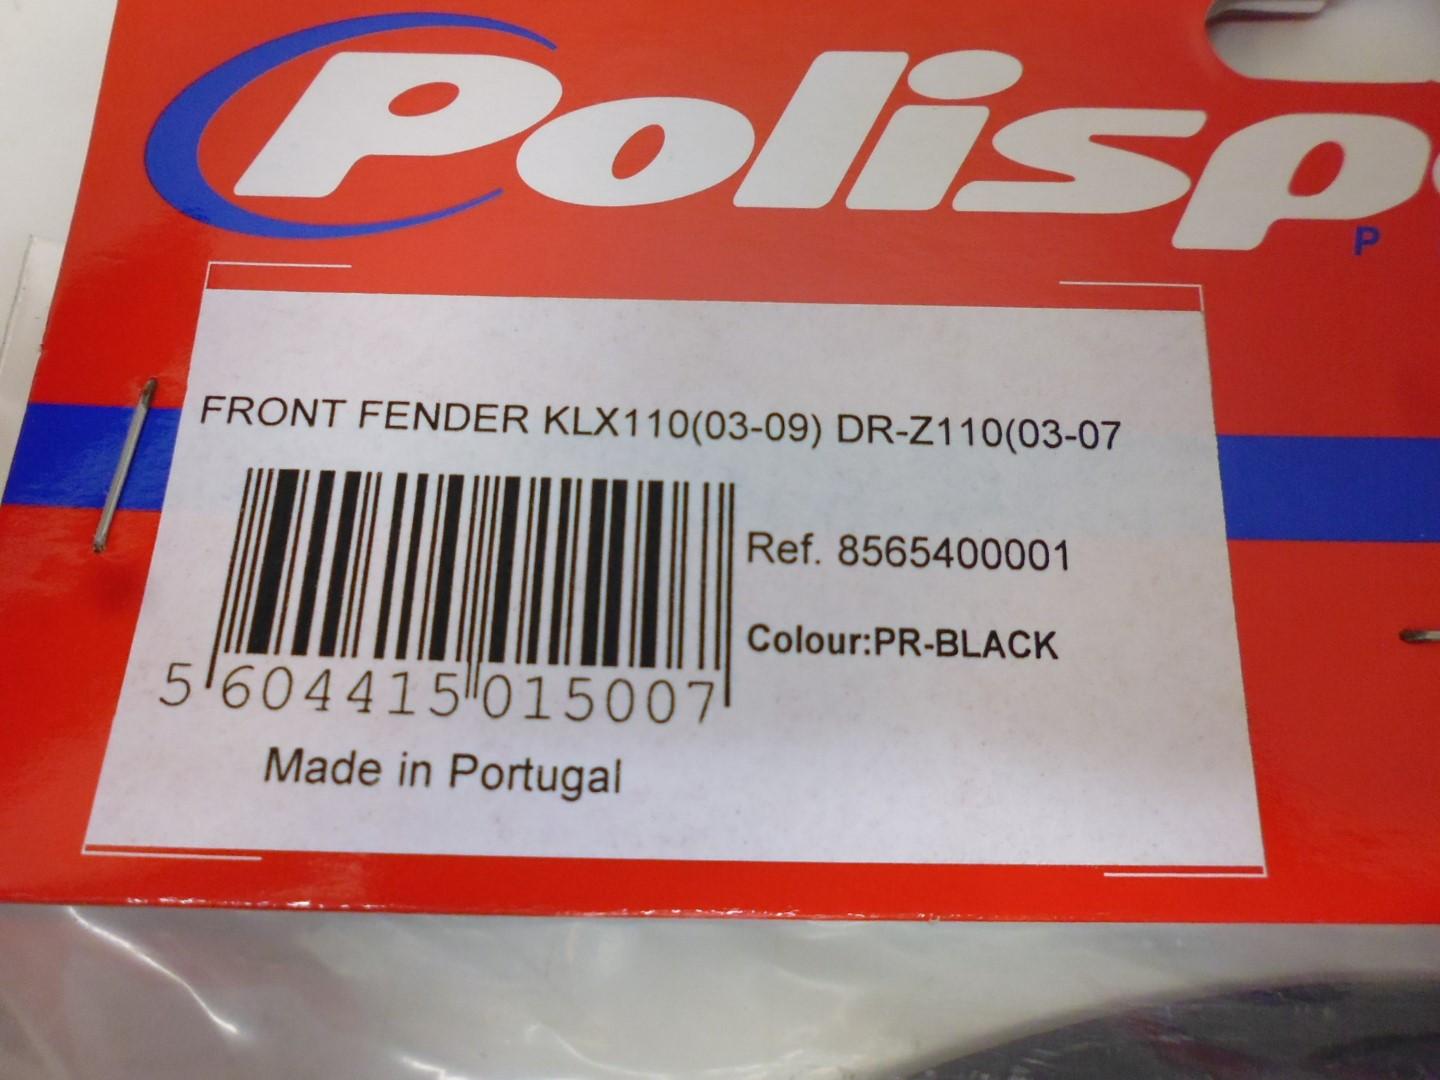 Polisp
P
FRONT FENDER KLX110(03-09) DR-Z110(03-07
Ref. 8565400001
Colour:PR-BLACK
5 604415 015007
Made in Portugal